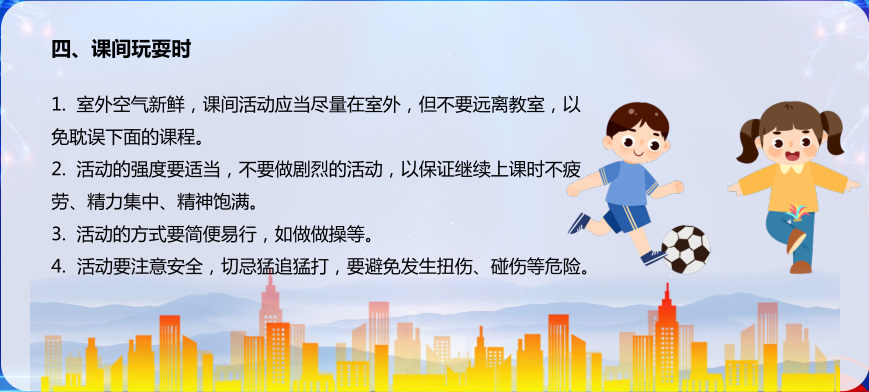 四、课间玩耍时
1. 室外空气新鲜，课间活动应当尽量在室外，但不要远离教室，以
免耽误下面的课程。
2. 活动的强度要适当，不要做剧烈的活动，以保证继续上课时不疲
劳、精力集中、精神饱满。
3. 活动的方式要简便易行，如做做操等。
4. 活动要注意安全，切忌猛追猛打，要避免发生扭伤、碰伤等危险。